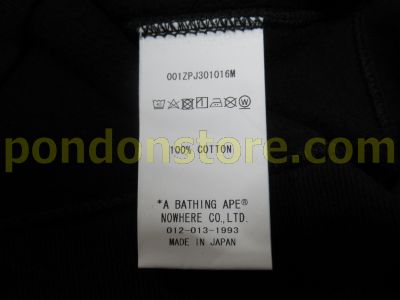 001ZPJ301016M
pondonstore.com
100% COTTON
"A BATHING APE®
NOWHERE CO.,LTD.
012-013-1993
MADE IN JAPAN